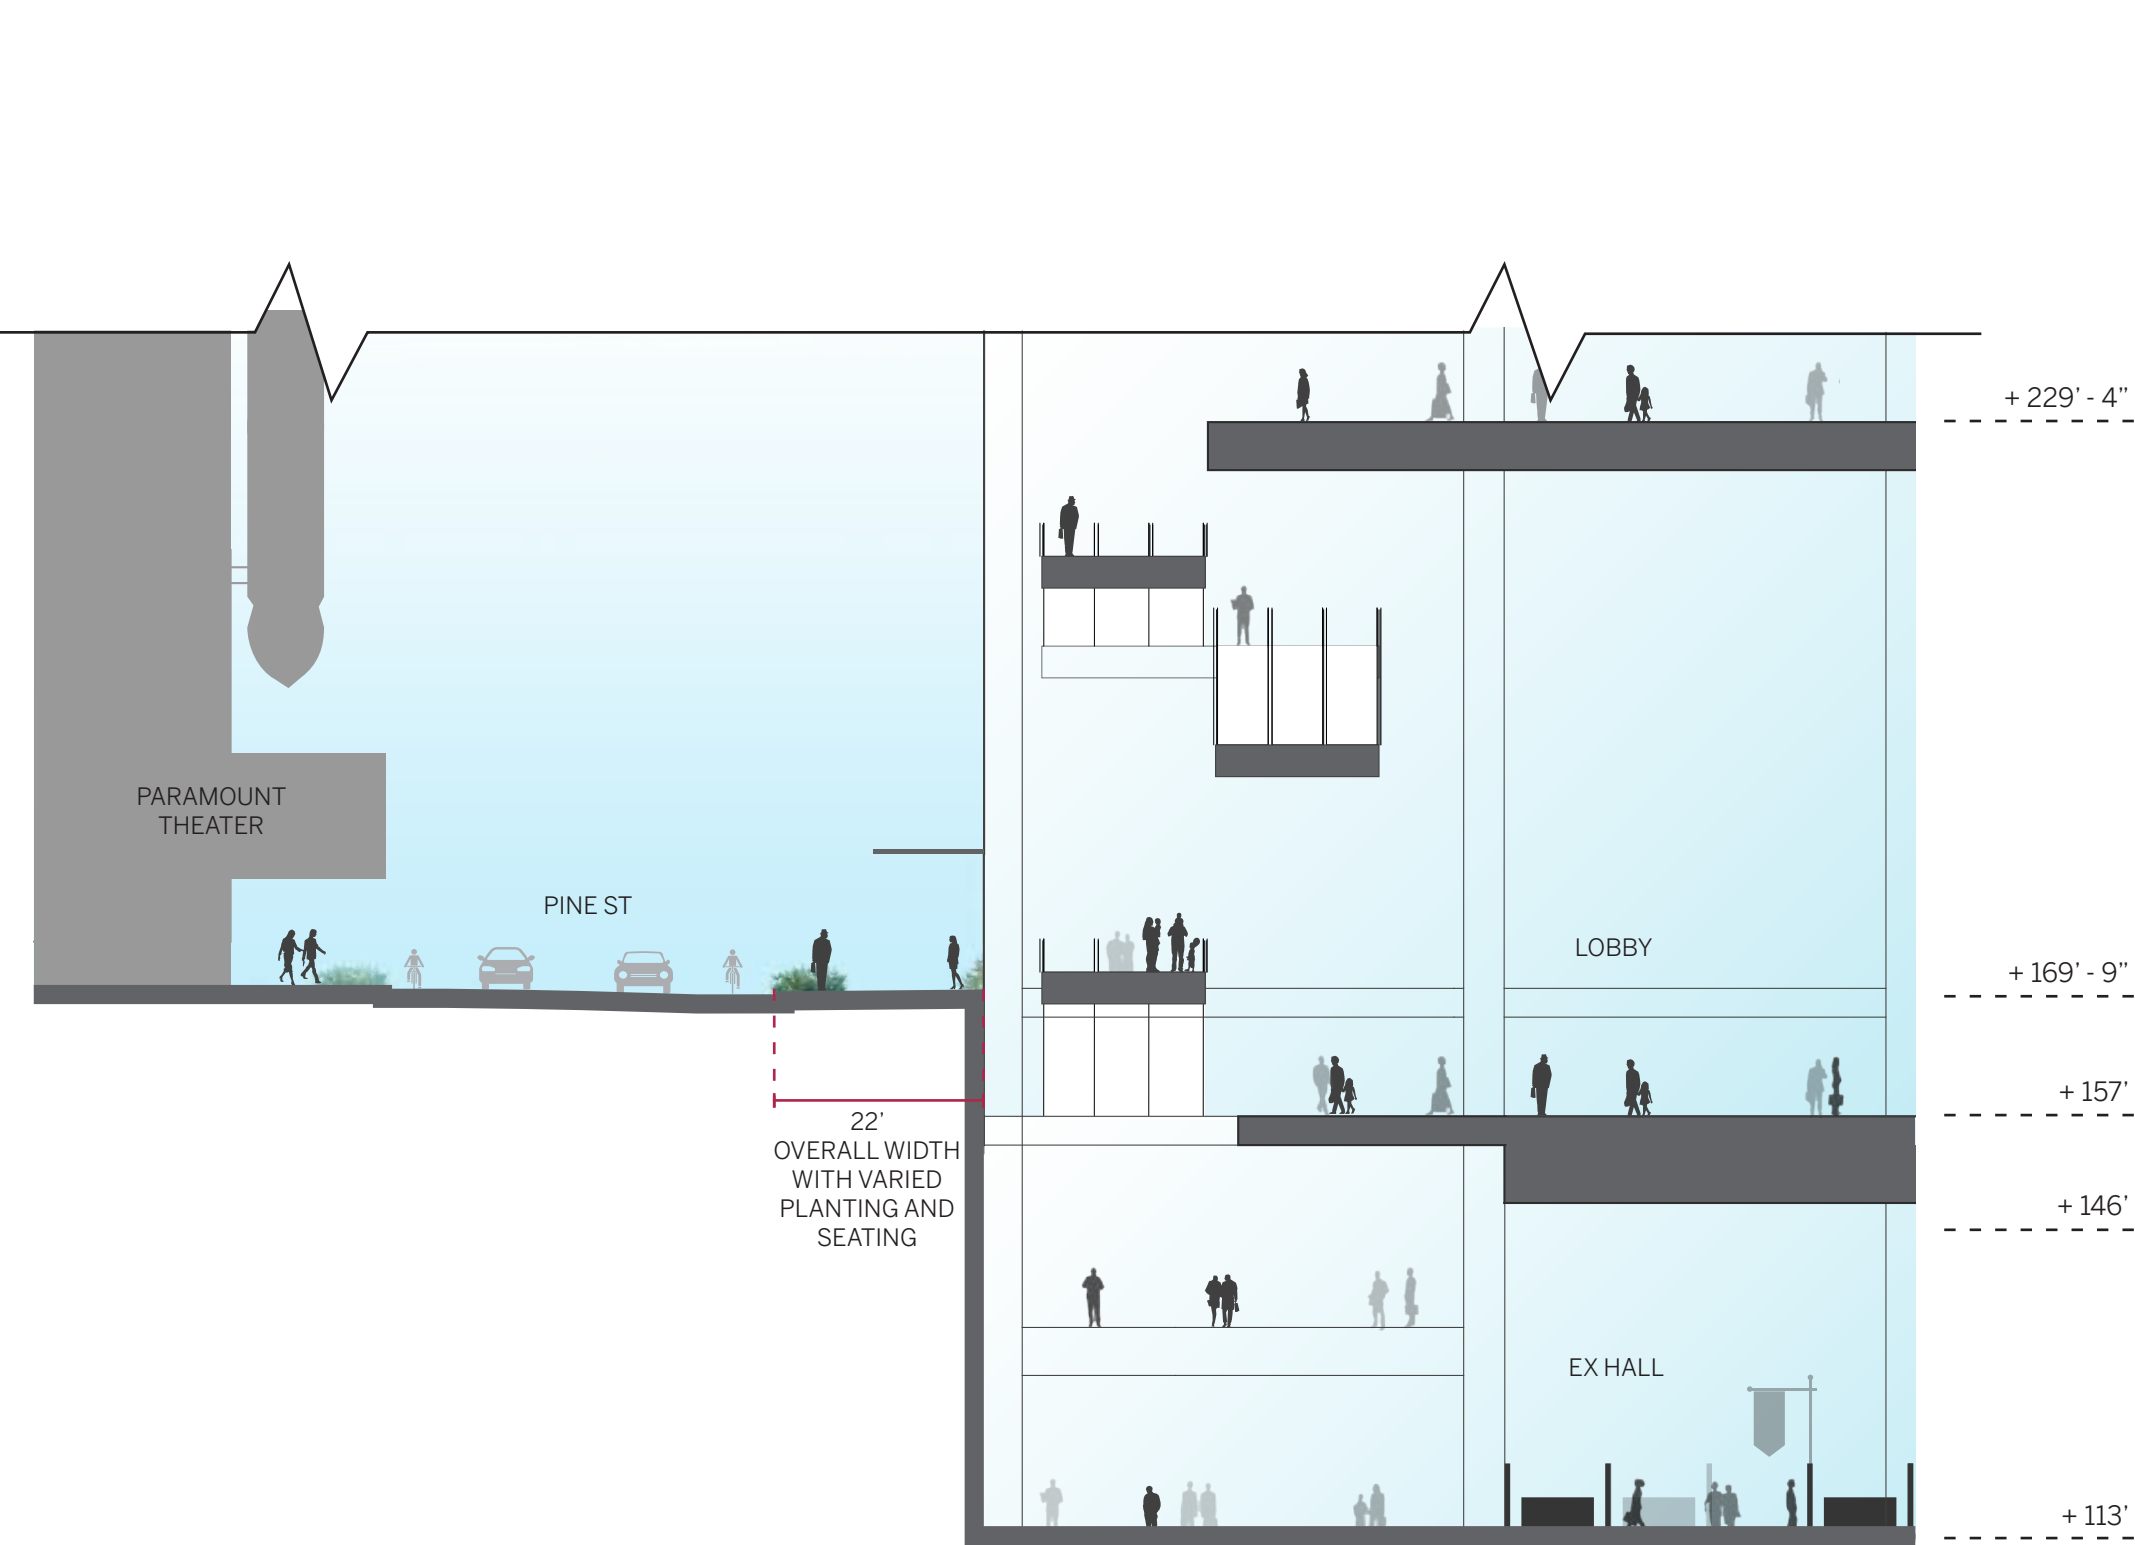 + 229’ - 4”
PARAMOUNT
THEATER
PINE ST
LOBBY
+ 169’ - 9”
+ 157’
22’
OVERALL WIDTH
WITH VARIED
PLANTING AND
SEATING
+ 146’
EX HALL
+ 113’